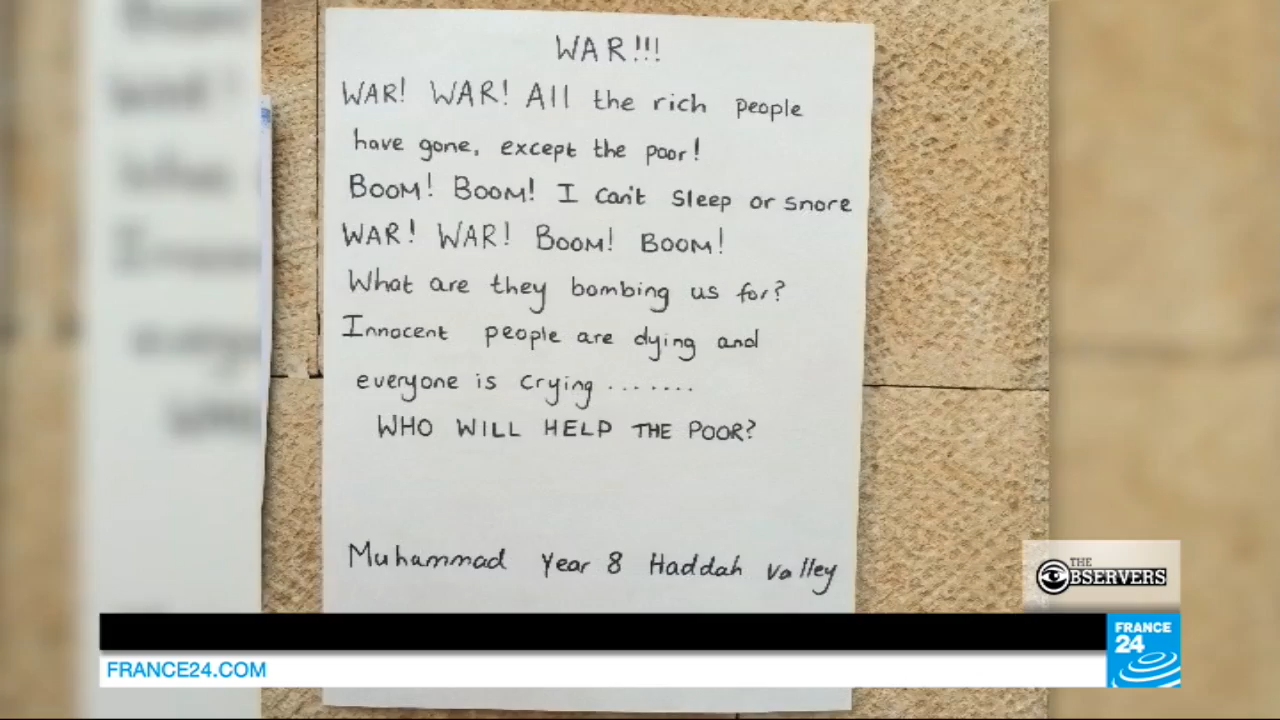 WAR!!!
WAR! WAR! All the rich people
have gone, except the poor!
BOOM! BOOM! I can't sleep or snore
WAR! WAR! BOOM! BOOM!
What are they bombing us for?
Innocent people are dying and
everyone is crying .......
WHO WILL HELP THE POOR?
Muhammad Year 8 Haddah valley
THE
OBSERVERS
FRANCE
24
FRANCE24.COM